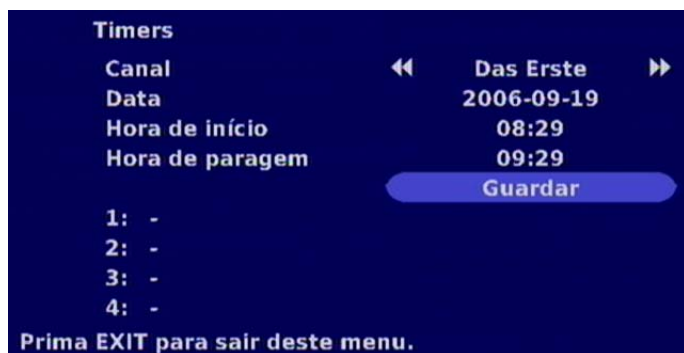 Timers
Canal Das Erste
Data 2006-09-19
Hora de início 08:29
Hora de paragem 09:29
Guardar
1: -
2: -
3: -
4: -
Prima EXIT para sair deste menu.